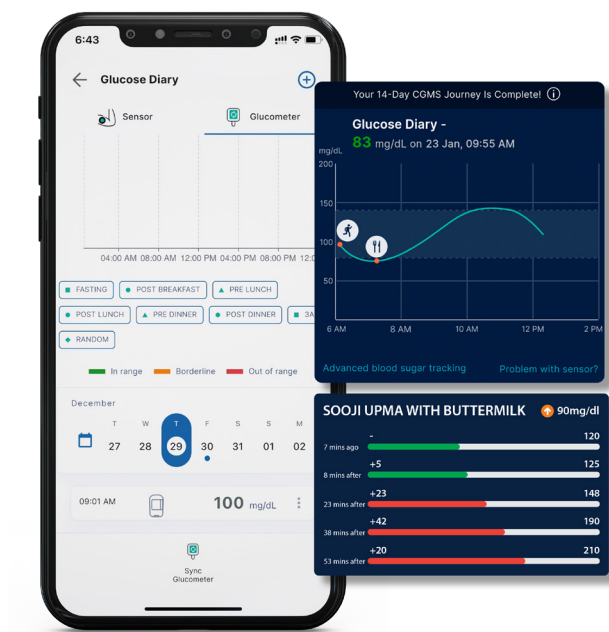 6:43
Glucose Diary
Sensor
Glucometer
04:00 AM 08:00 AM 12:00 PM 04:00 PM 08:00 PM 12:0
FASTING
POST BREAKFAST
PRE LUNCH
POST LUNCH
PRE DINNER
POST DINNER
3A
RANDOM
In range
Borderline
Out of range
December
T W T F S S M
27 28 29 30 31 01 02
09:01 AM
100 mg/dL
Sync
Glucometer
Your 14-Day CGMS Journey Is Complete!
Glucose Diary -
83 mg/dL on 23 Jan, 09:55 AM
mg/dL
200
150
100
50
6 AM 8 AM 10 AM 12 PM 2 PM
Advanced blood sugar tracking
Problem with sensor?
SOOJI UPMA WITH BUTTERMILK 90mg/dl
- 120
7 mins ago
+5 125
8 mins after
+23 148
23 mins after
+42 190
38 mins after
+20 210
53 mins after